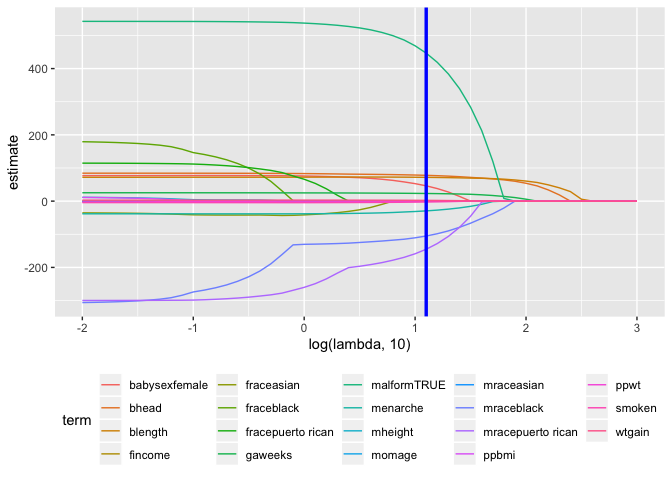 400
200
0
-200
estimate
-2 -1 0 1 2 3
log(lambda, 10)
term
babysexfemale fraceasian malformTRUE mraceasian ppwt
bhead fraceblack menarche mraceblack smoken
blength fracepuerto rican mheight mracepuerto rican wtgain
fincome gaweeks momage ppbmi